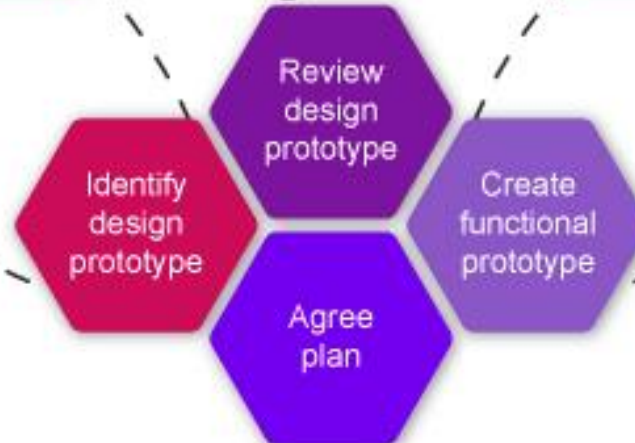 Review
design
prototype
Identify
design
prototype
Create
functional
prototype
Agree
plan